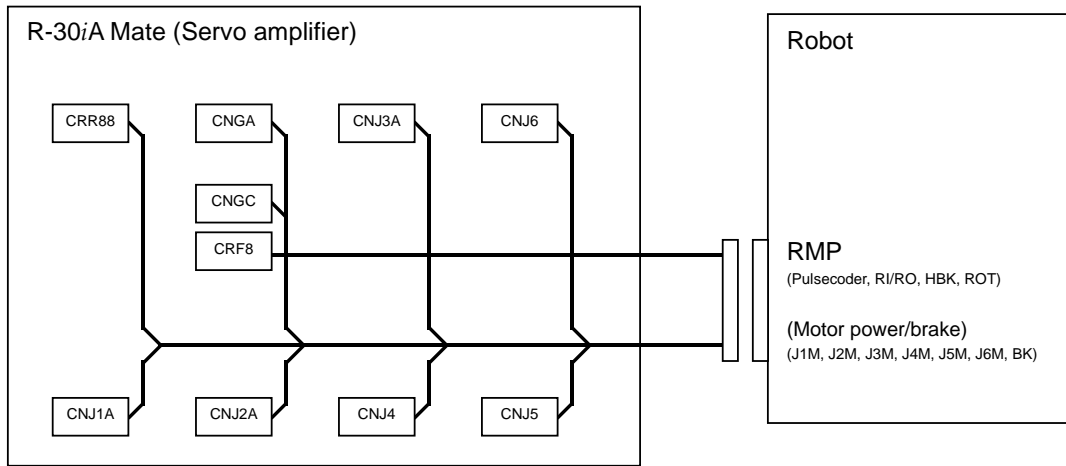 R-30iA Mate (Servo amplifier)
Robot
CRR88
CNGA
CNJ3A
CNJ6
CNGC
CRF8
RMP
(Pulsecoder, RI/RO, HBK, ROT)
(Motor power/brake)
(J1M, J2M, J3M, J4M, J5M, J6M, BK)
CNJ1A
CNJ2A
CNJ4
CNJ5